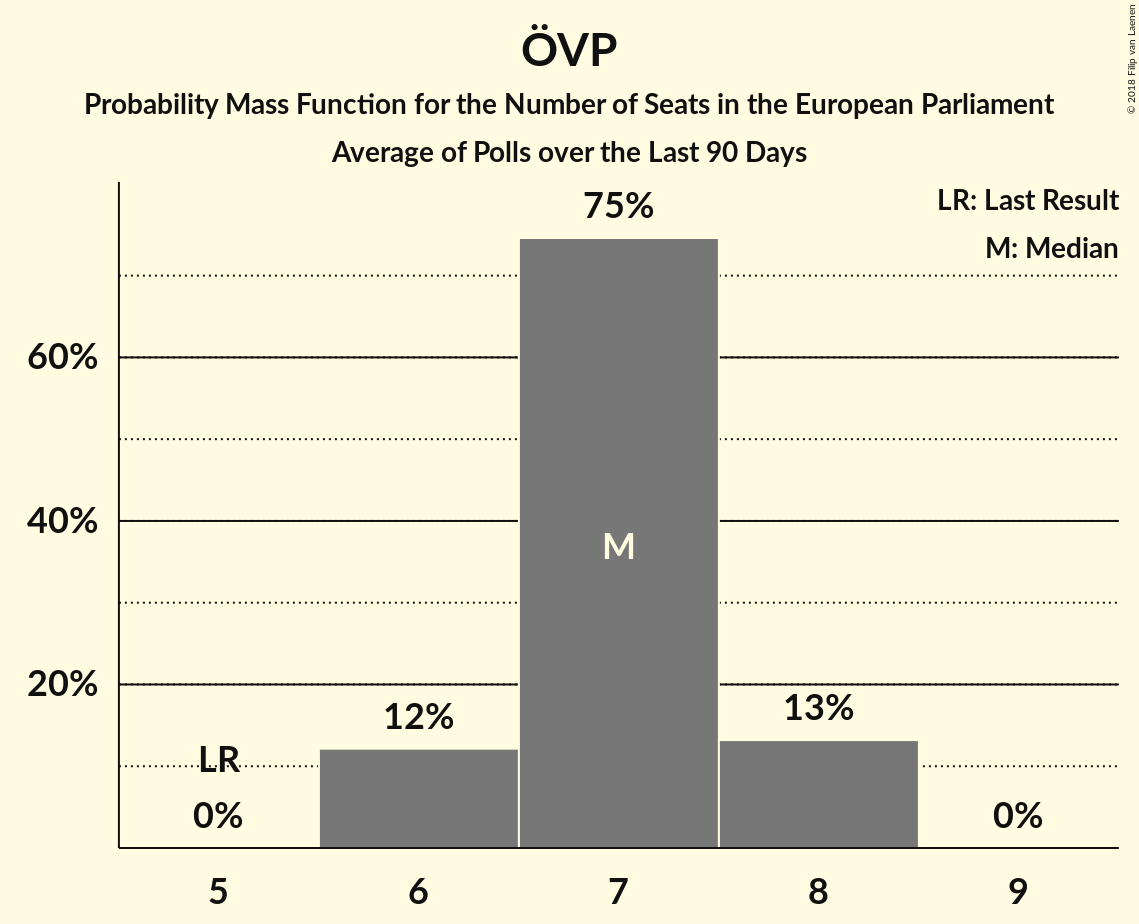 ÖVP
Probability Mass Function for the Number of Seats in the European Parliament
Average of Polls over the Last 90 Days
© 2018 Filip van Laenen
LR: Last Result
M: Median
75%
60%
40%
20%
M
12%
13%
LR
0%
0%
5 6 7 8 9